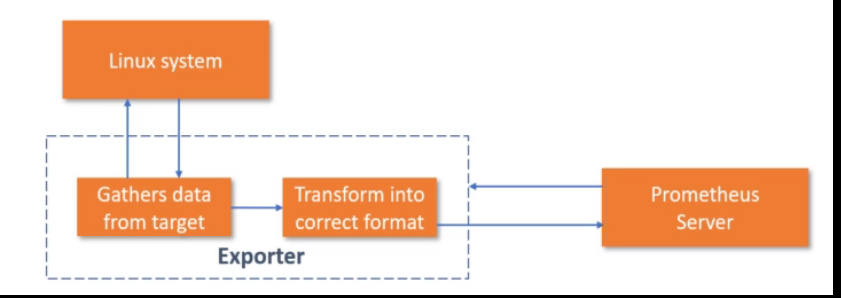 Linux system
Gathers data
from target
Transform into
correct format
Exporter
Prometheus
Server